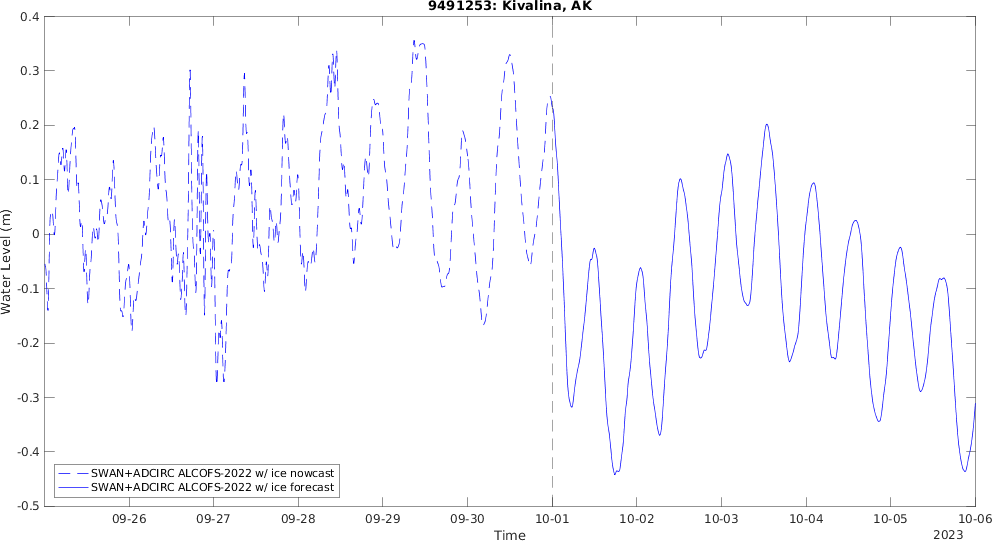 9491253: Kivalina, AK
0.4
0.3
0.2
0.1
0
-0.1
-0.2
-0.3
-0.4
-0.5
Water Level (m)
SWAN+ADCIRC ALCOFS-2022 w/ ice nowcast
SWAN+ADCIRC ALCOFS-2022 w/ ice forecast
09-26 09-27 09-28 09-29 09-30 10-01 10-02 10-03 10-04 10-05 10-06
Time
2023